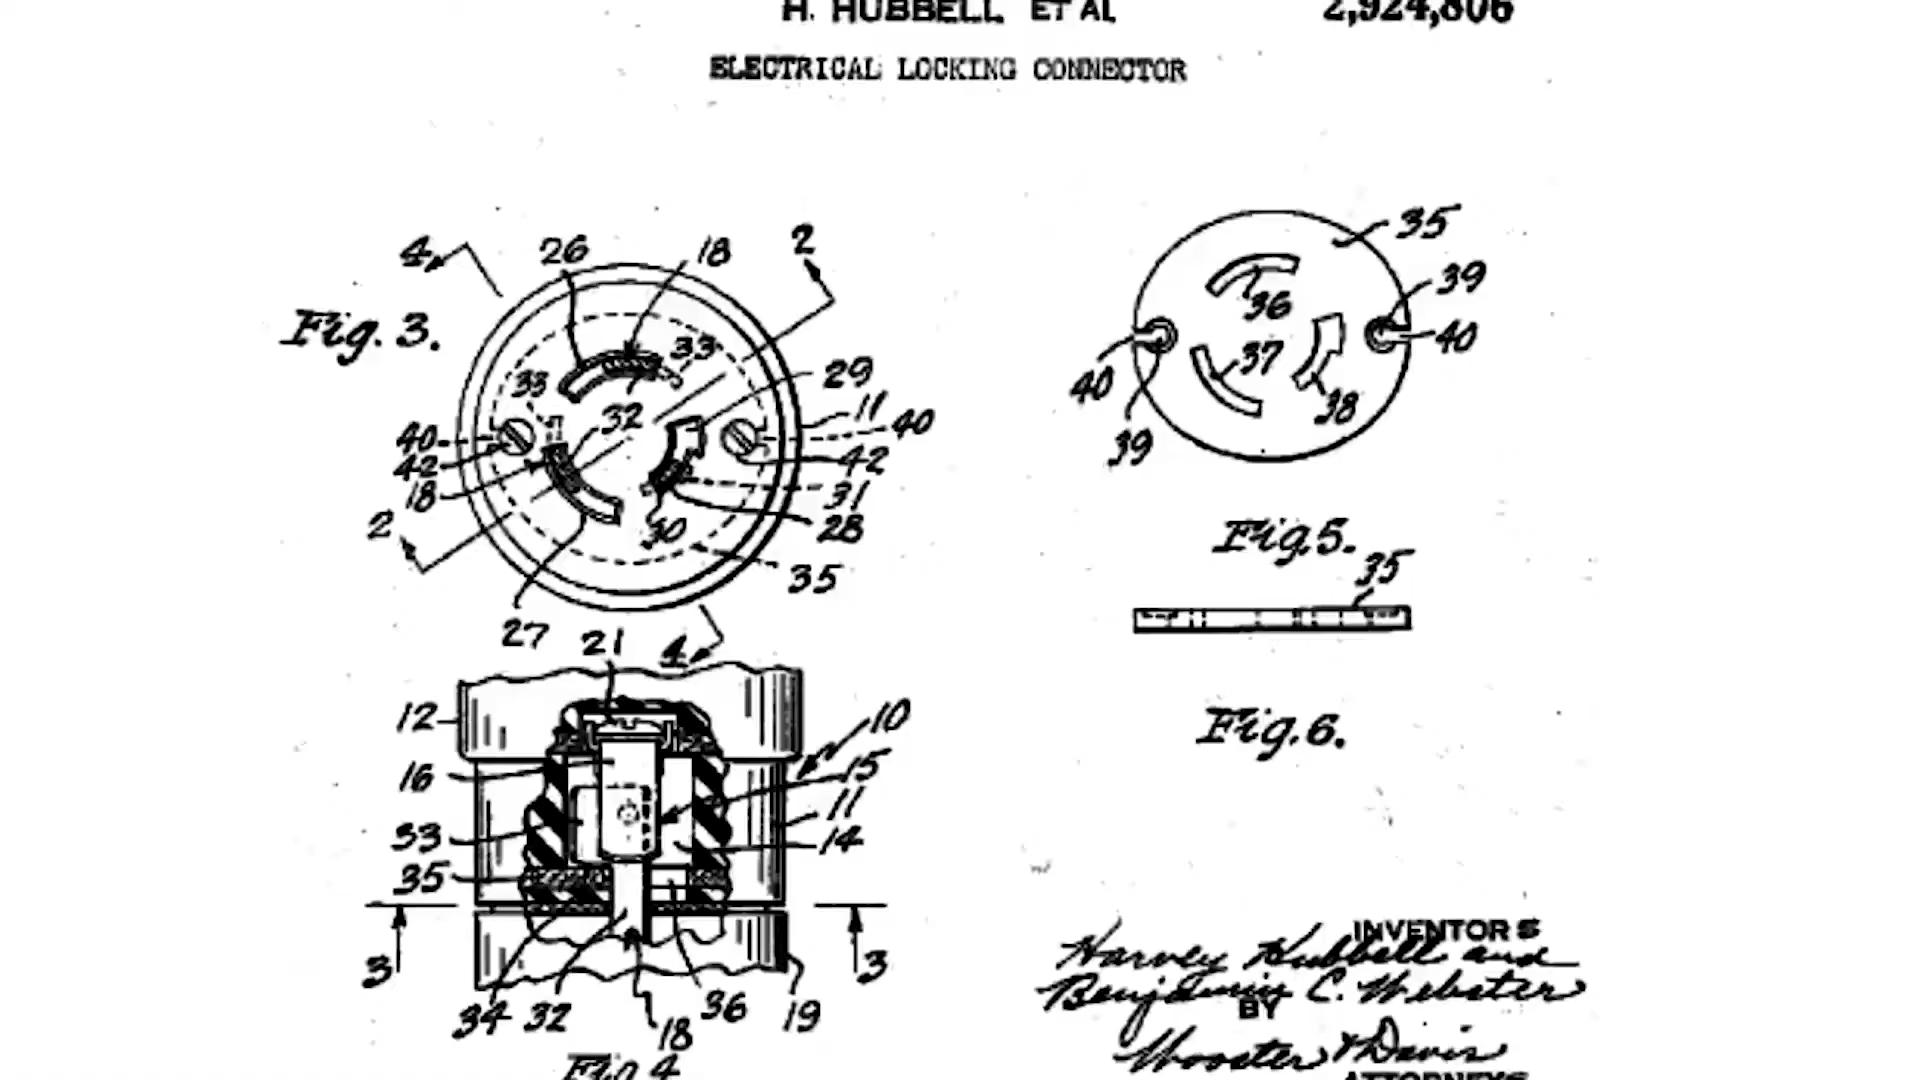 H. HUBBELL ET AL
2,924,806
ELECTRICAL LOCKING CONNECTOR
4 26 18 2
Fig. 3.
33 33 29
32 11 40
40 42
42 31
18 28
2 30
35
27 4
35
39
36 40
37
40 38
39
Fig. 5.
35
Fig. 6.
21
12 10
16 15
11
33 14
35
3 3
34 32 18 36 19
Fig. 4
INVENTORS
Harvey Hubbell and
Benjamin C. Webster
BY
Wooster & Davis
ATTORNEYS